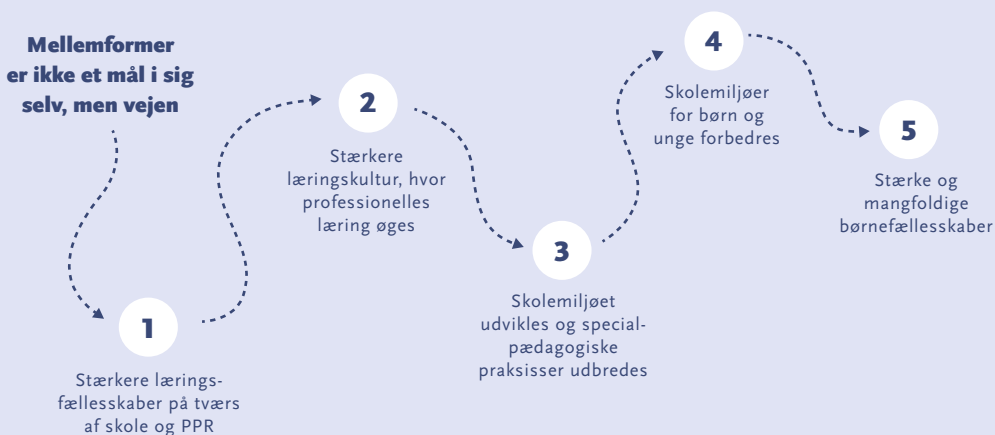 Mellemformer
er ikke et mål i sig
selv, men vejen
1
Stærkere lærings-
fællesskaber på tværs
af skole og PPR
2
Stærkere
læringskultur, hvor
professionelles
læring øges
3
Skolemiljøet
udvikles og special-
pædagogiske
praksisser udbredes
4
Skolemiljøer
for børn og
unge forbedres
5
Stærke og
mangfoldige
børnefællesskaber